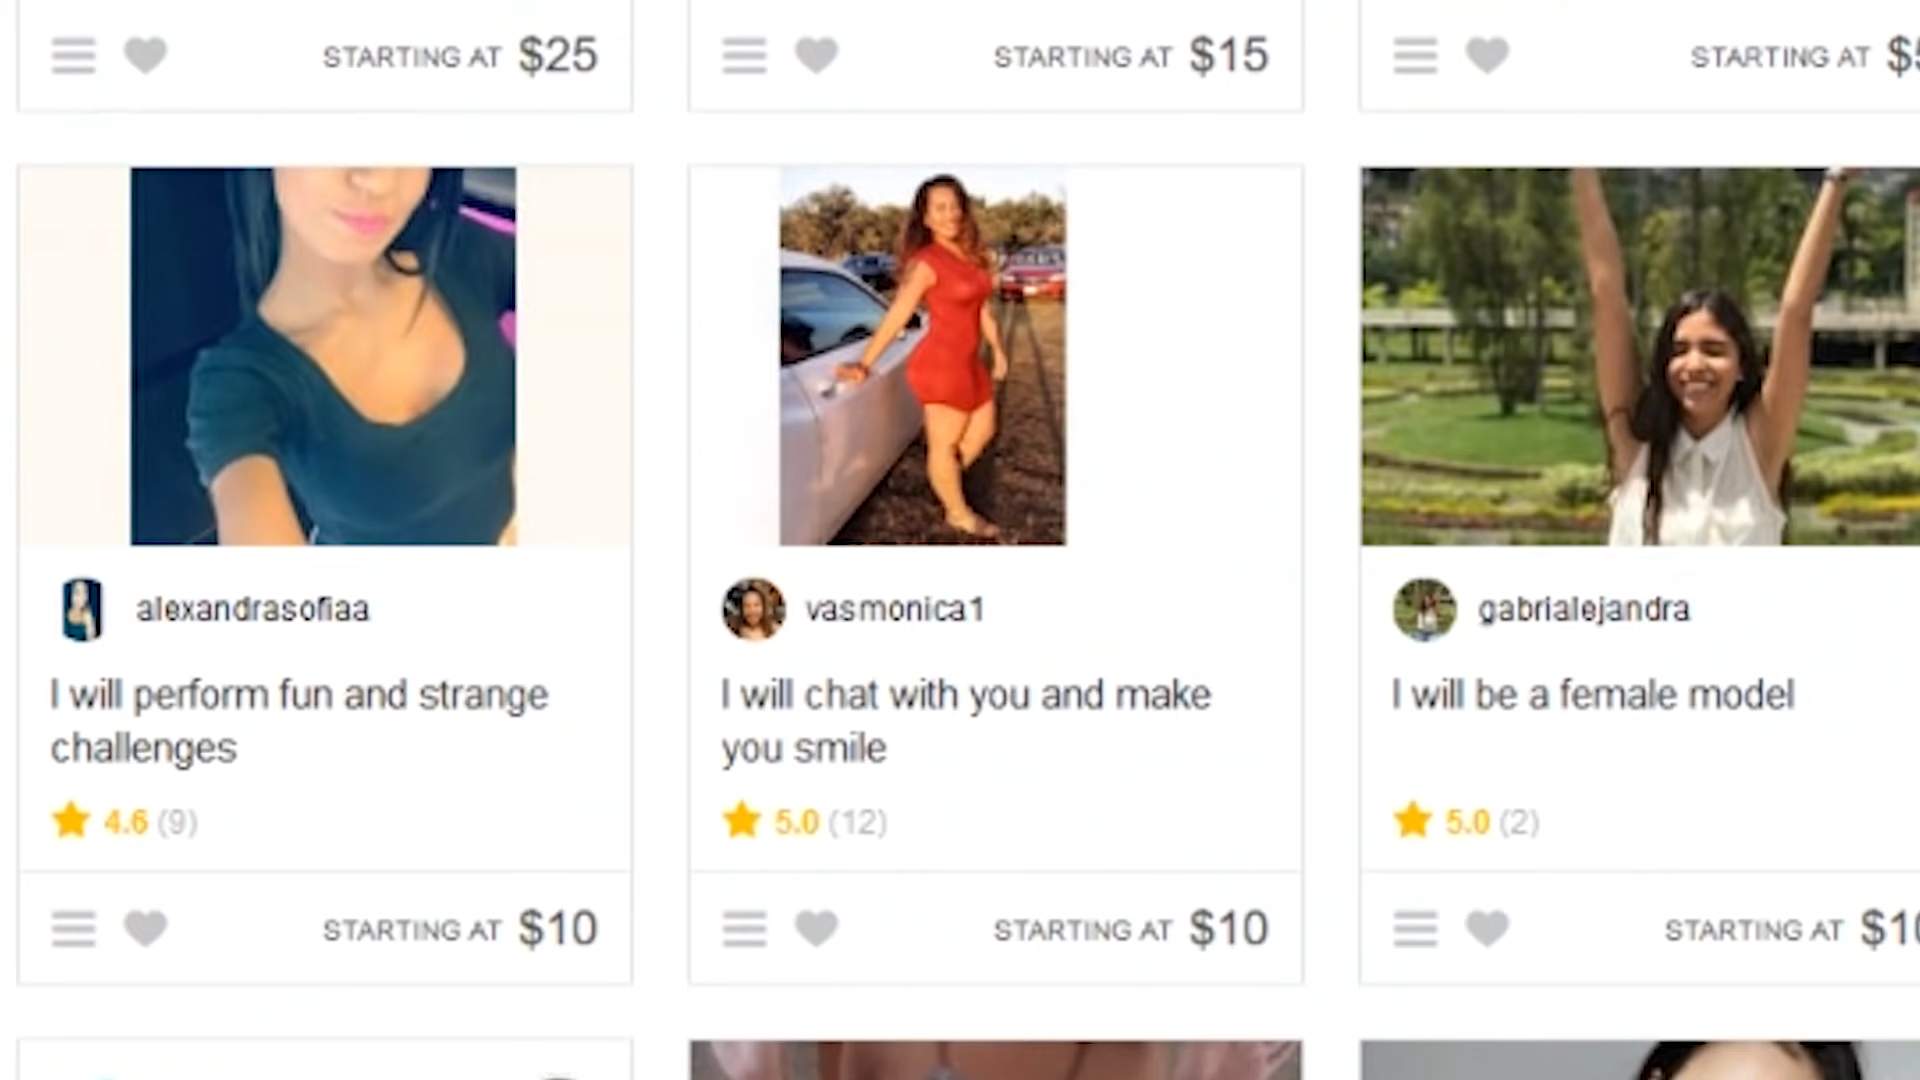 STARTING AT $25
STARTING AT $15
STARTING AT
alexandrasofiaa
I will perform fun and strange
challenges
4.6 (9)
STARTING AT $10
vasmonica1
I will chat with you and make
you smile
5.0 (12)
STARTING AT $10
gabrialejandra
I will be a female model
5.0 (2)
STARTING AT